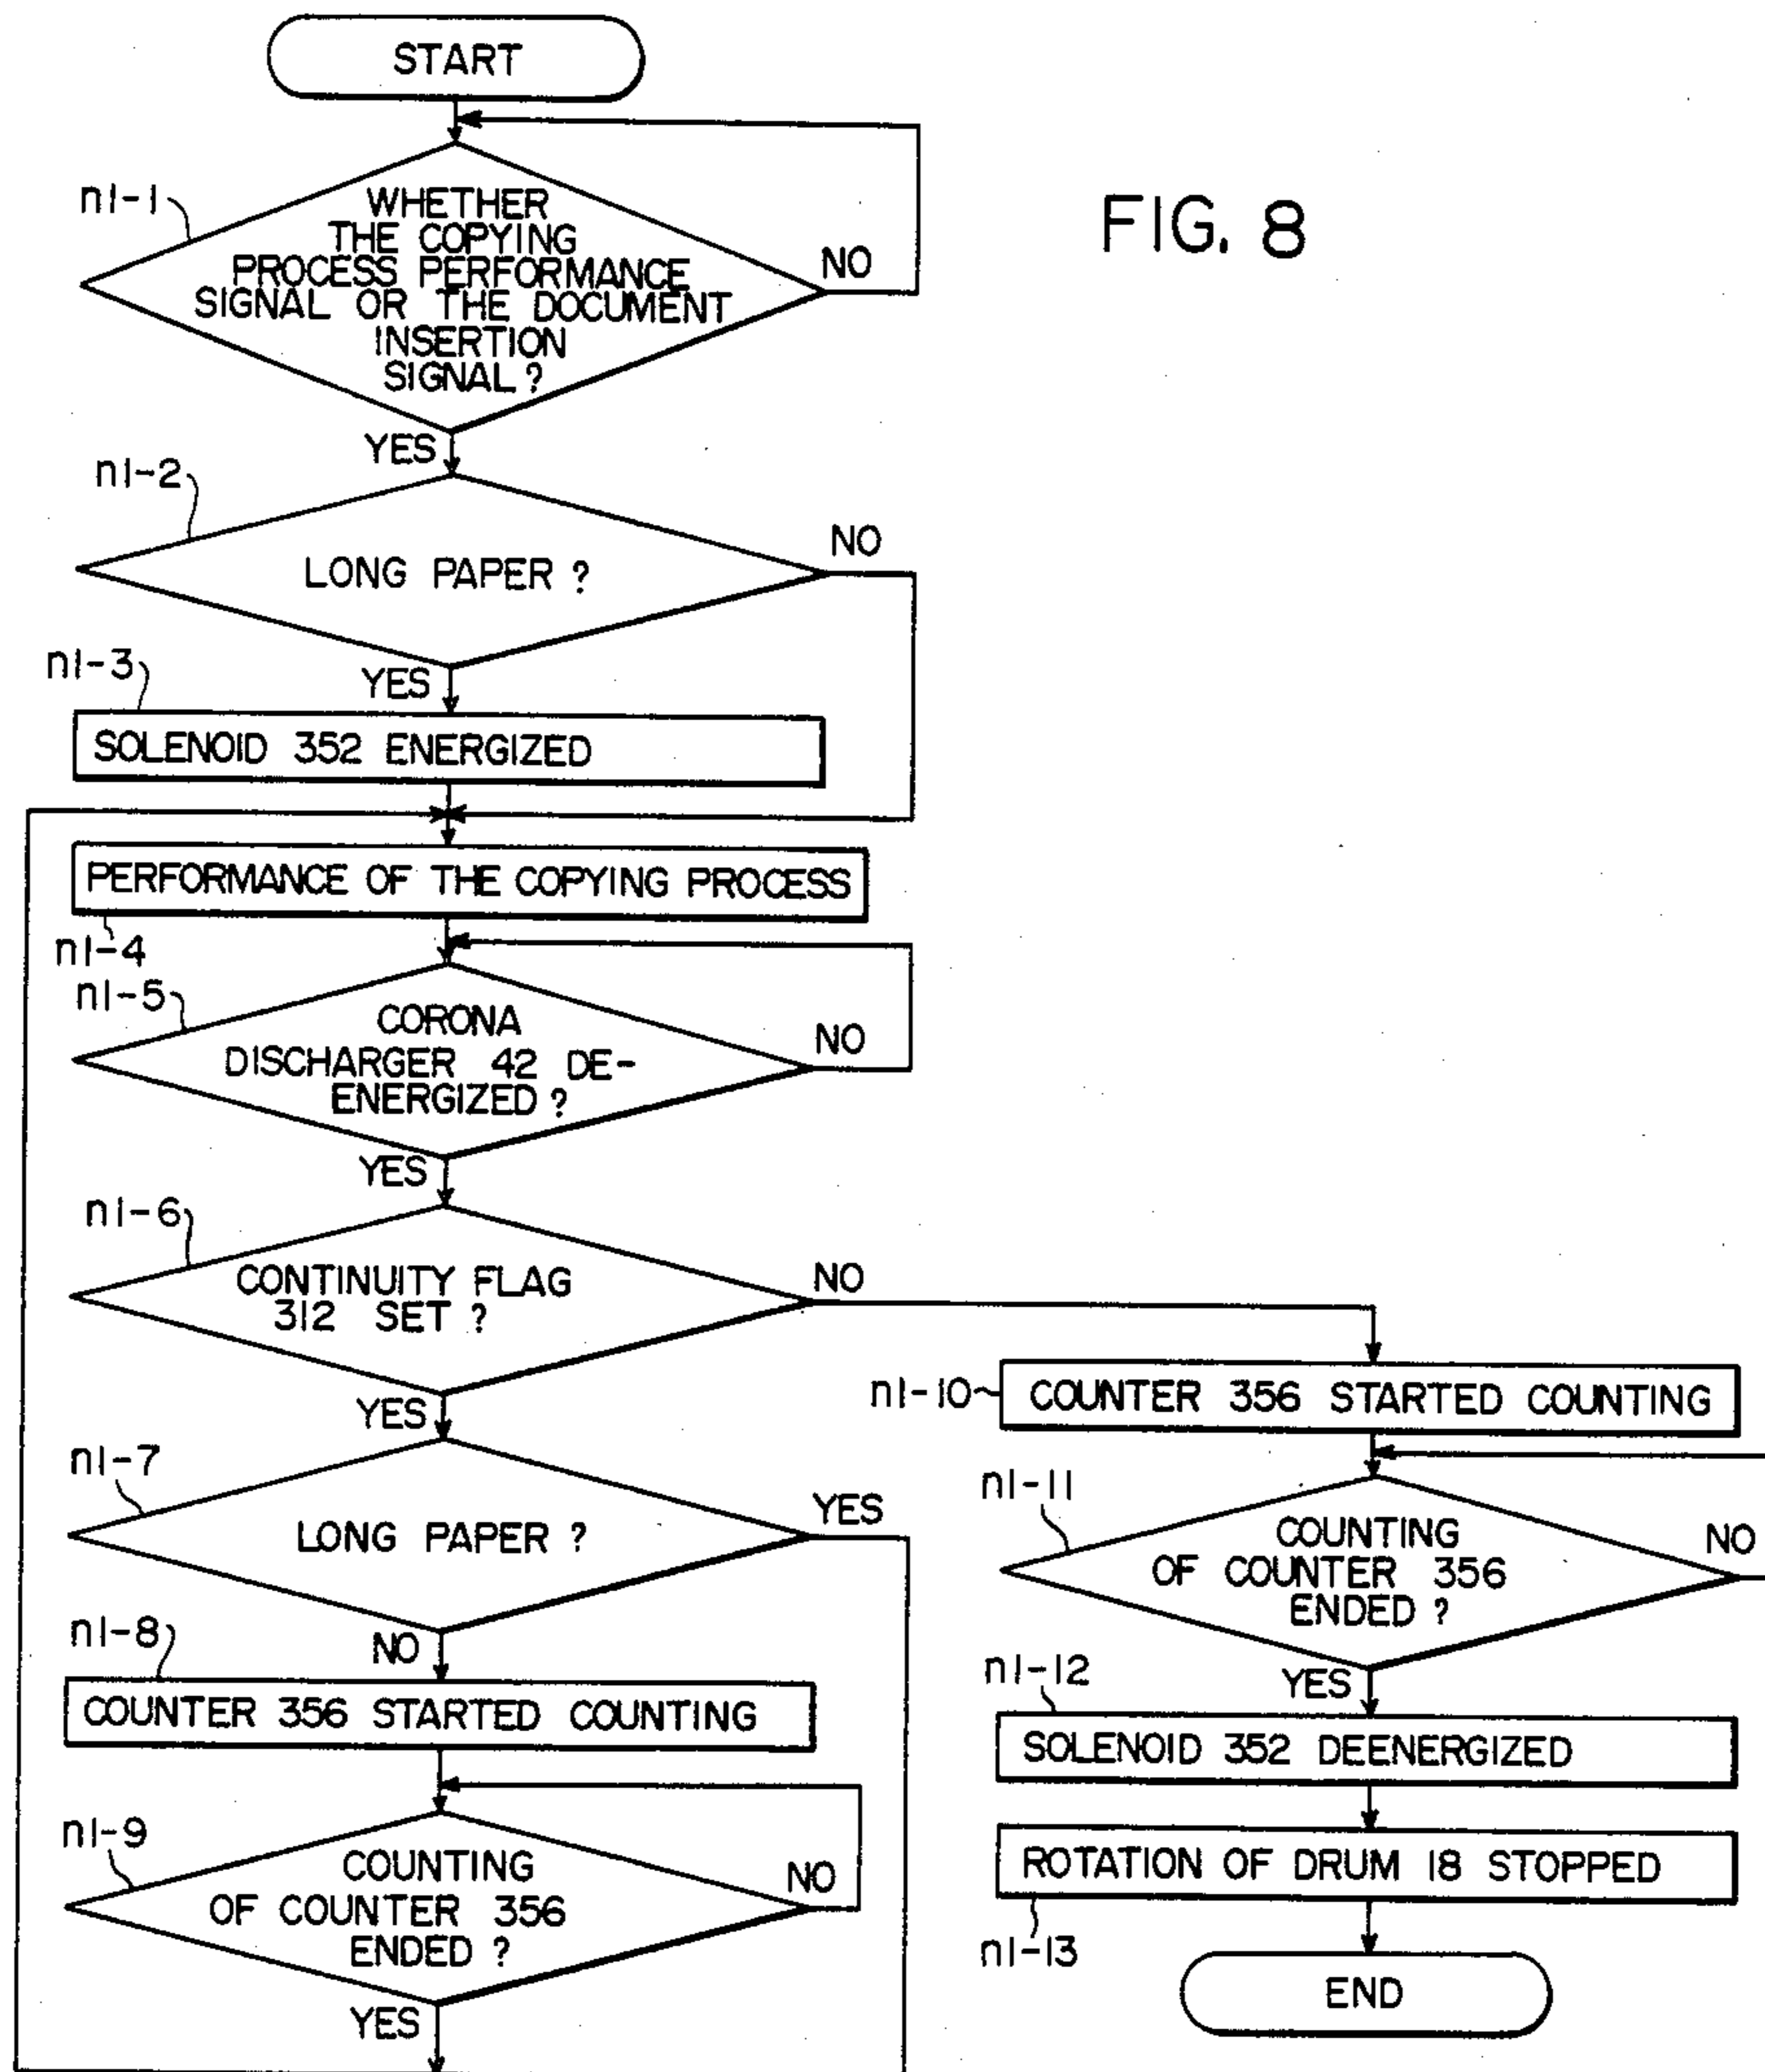 START
FIG. 8
n1-1
WHETHER
THE COPYING
PROCESS PERFORMANCE
SIGNAL OR THE DOCUMENT
INSERTION
SIGNAL ?
NO
YES
n1-2
LONG PAPER ?
NO
YES
n1-3
SOLENOID 352 ENERGIZED
PERFORMANCE OF THE COPYING PROCESS
n1-4
n1-5
CORONA
DISCHARGER 42 DE-
ENERGIZED ?
NO
YES
n1-6
CONTINUITY FLAG
312 SET ?
NO
YES
n1-7
LONG PAPER ?
YES
NO
n1-8
COUNTER 356 STARTED COUNTING
n1-9
COUNTING
OF COUNTER 356
ENDED ?
NO
YES
n1-10
COUNTER 356 STARTED COUNTING
n1-11
COUNTING
OF COUNTER 356
ENDED ?
NO
YES
n1-12
SOLENOID 352 DEENERGIZED
ROTATION OF DRUM 18 STOPPED
n1-13
END